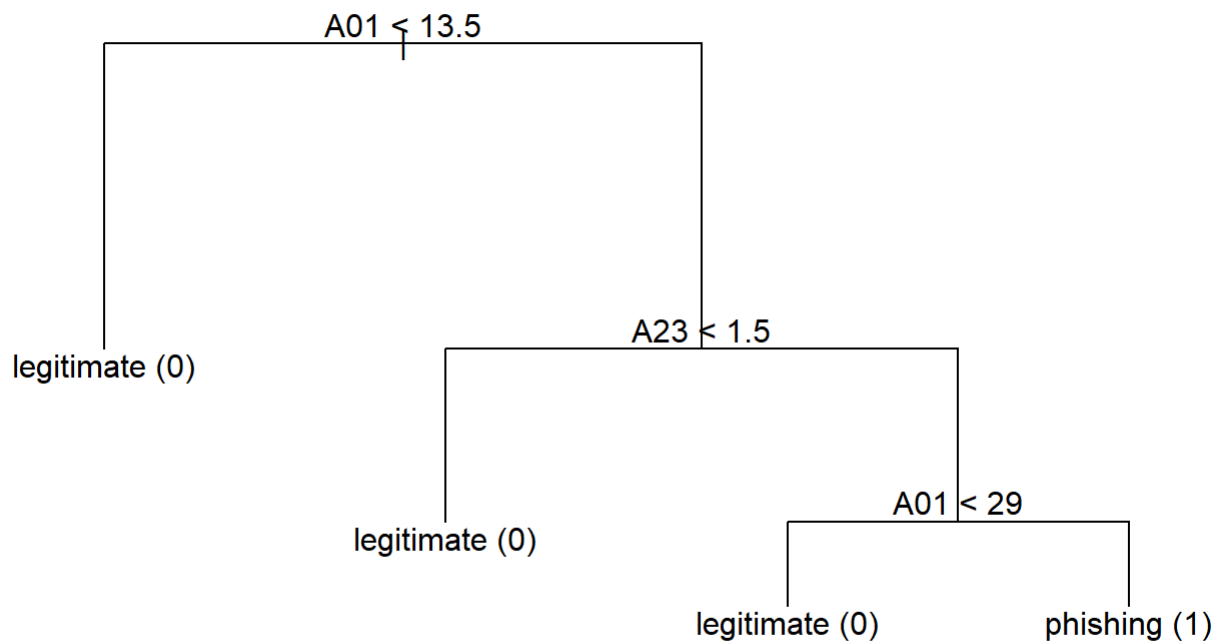 A01 < 13.5
A23 < 1.5
legitimate (0)
A01 < 29
legitimate (0)
legitimate (0)
phishing (1)